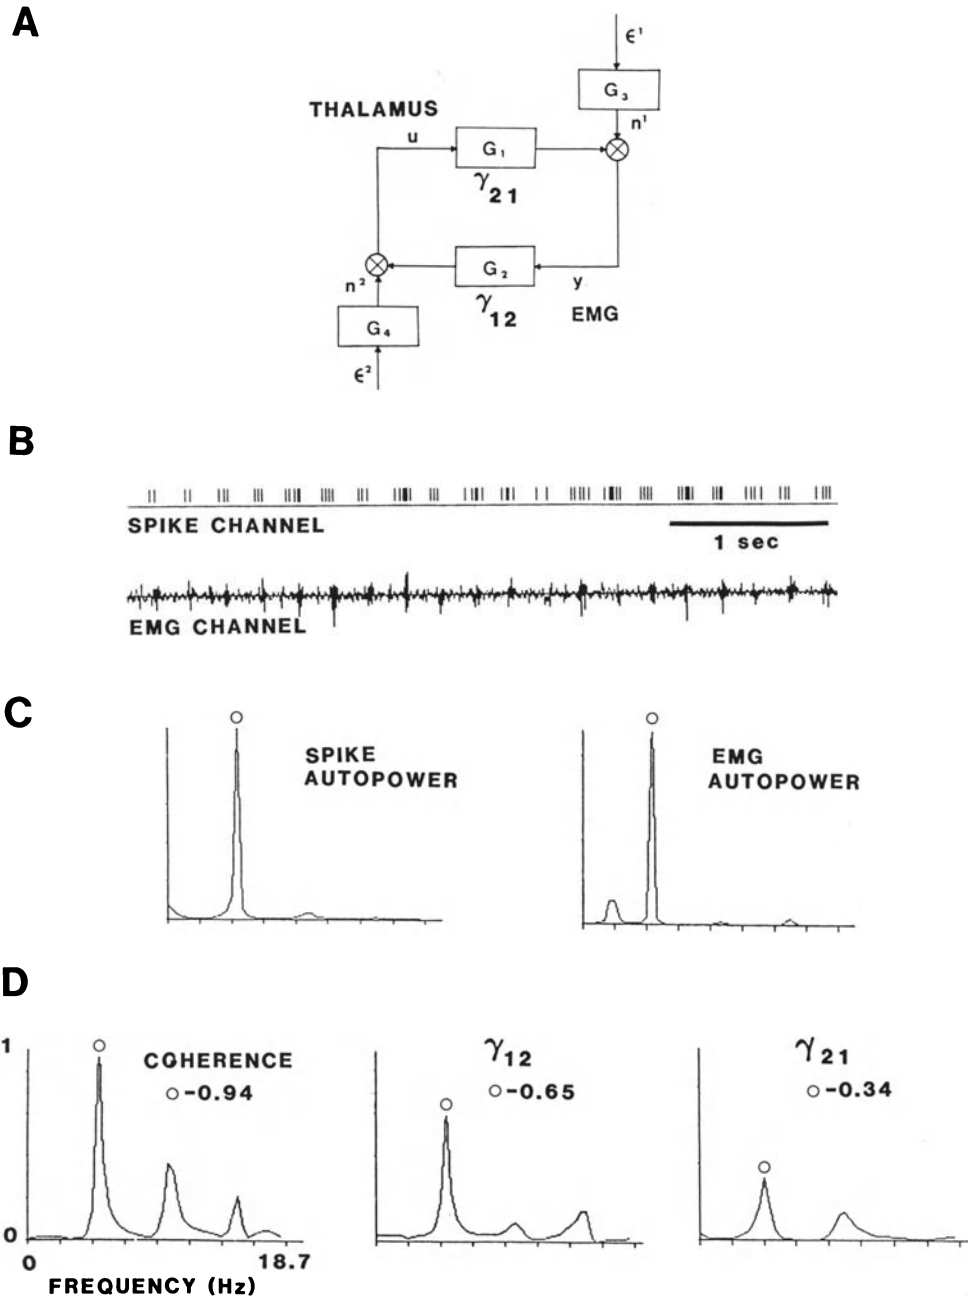 A
ϵ¹
G₃
n¹
THALAMUS
u
G₁
γ₂₁
G₂
n²
y
γ₁₂
EMG
G₄
ϵ²
B
SPIKE CHANNEL
1 sec
EMG CHANNEL
C
SPIKE
AUTOPOWER
EMG
AUTOPOWER
D
1
COHERENCE
○-0.94
γ₁₂
○-0.65
γ₂₁
○-0.34
0
0
18.7
FREQUENCY (Hz)